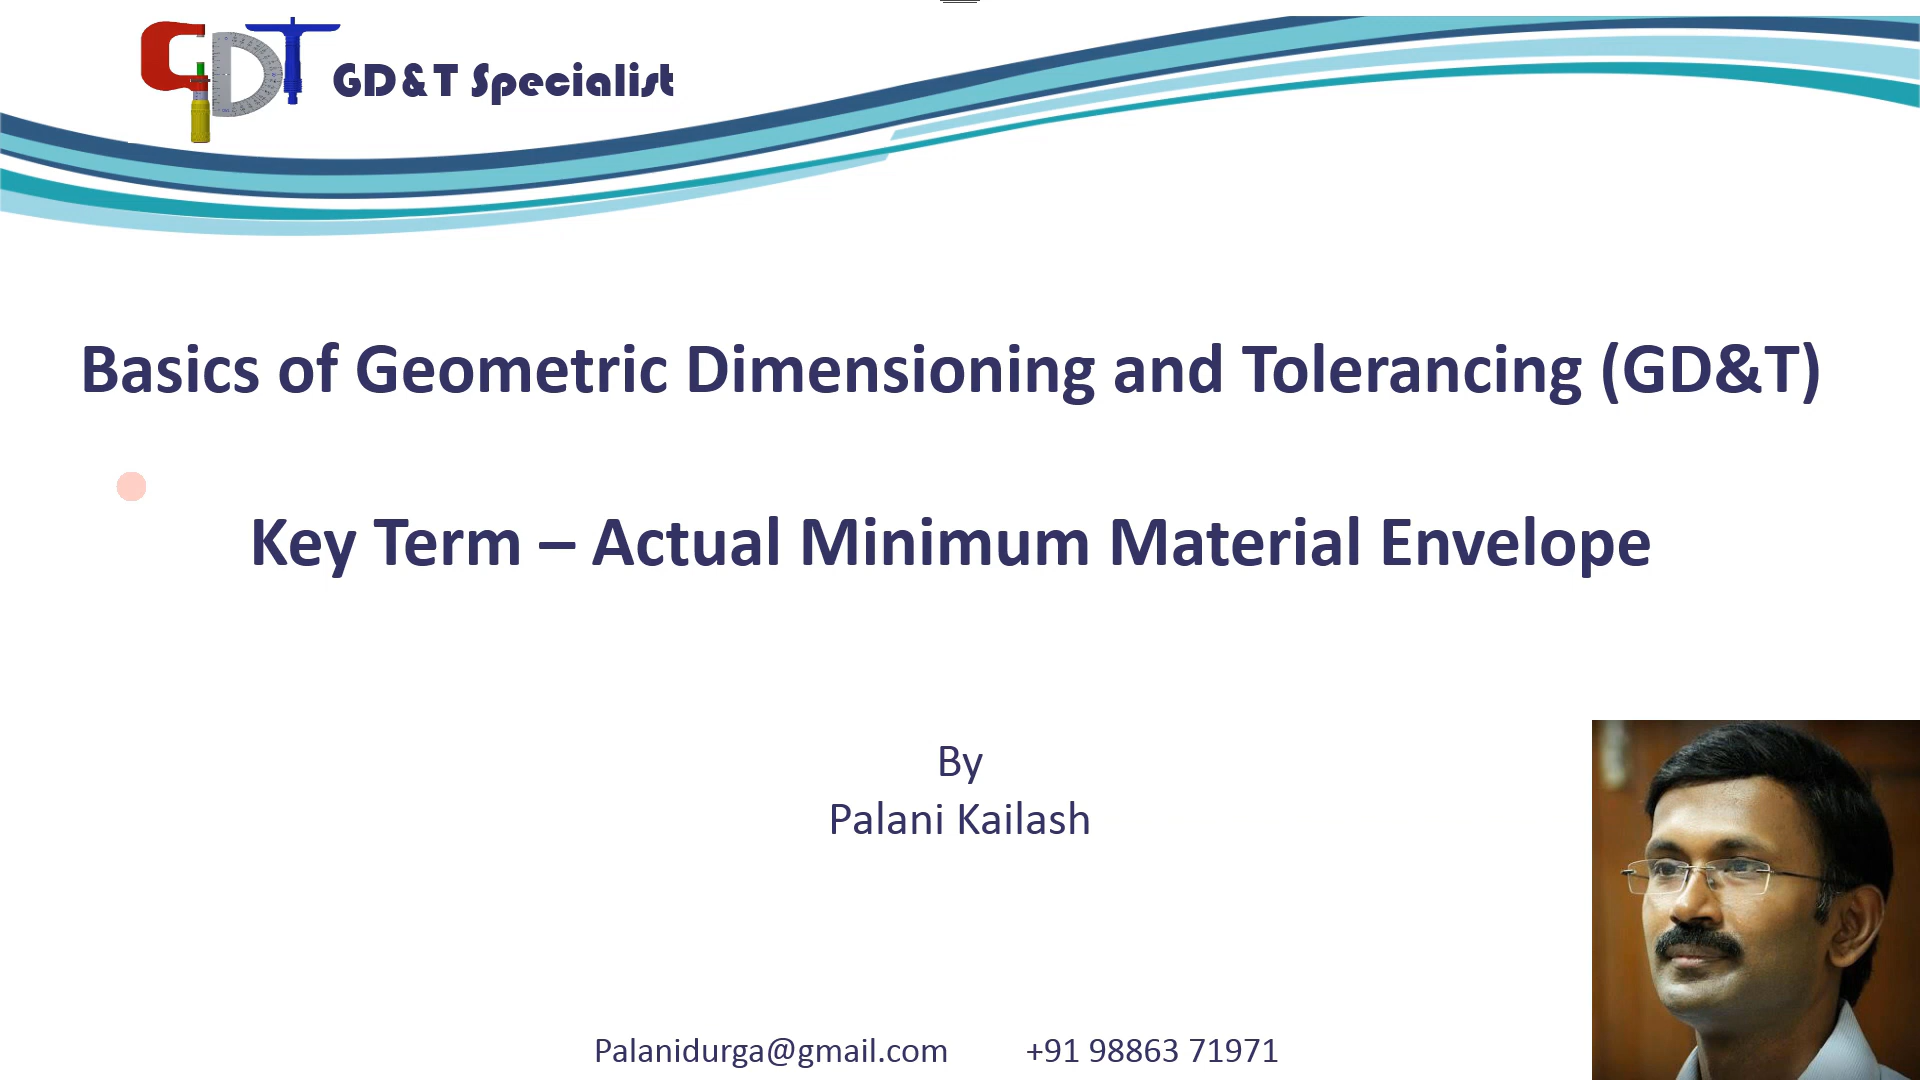 GDT GD&T Specialist
Basics of Geometric Dimensioning and Tolerancing (GD&T)
Key Term – Actual Minimum Material Envelope
By
Palani Kailash
Palanidurga@gmail.com +91 98863 71971